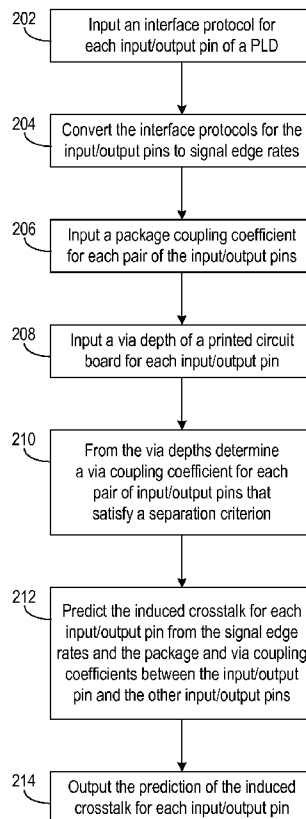 202
Input an interface protocol for
each input/output pin of a PLD
204
Convert the interface protocols for the
input/output pins to signal edge rates
206
Input a package coupling coefficient
for each pair of the input/output pins
208
Input a via depth of a printed circuit
board for each input/output pin
210
From the via depths determine
a via coupling coefficient for each
pair of input/output pins that
satisfy a separation criterion
212
Predict the induced crosstalk for each
input/output pin from the signal edge
rates and the package and via coupling
coefficients between the input/output
pin and the other input/output pins
214
Output the prediction of the induced
crosstalk for each input/output pin